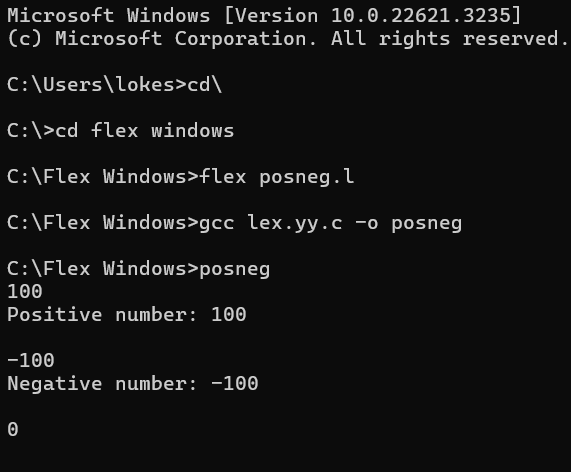 Microsoft Windows [Version 10.0.22621.3235]
(c) Microsoft Corporation. All rights reserved.
C:\Users\lokes>cd\
C:\>cd flex windows
C:\Flex Windows>flex posneg.l
C:\Flex Windows>gcc lex.yy.c -o posneg
C:\Flex Windows>posneg
100
Positive number: 100
-100
Negative number: -100
0